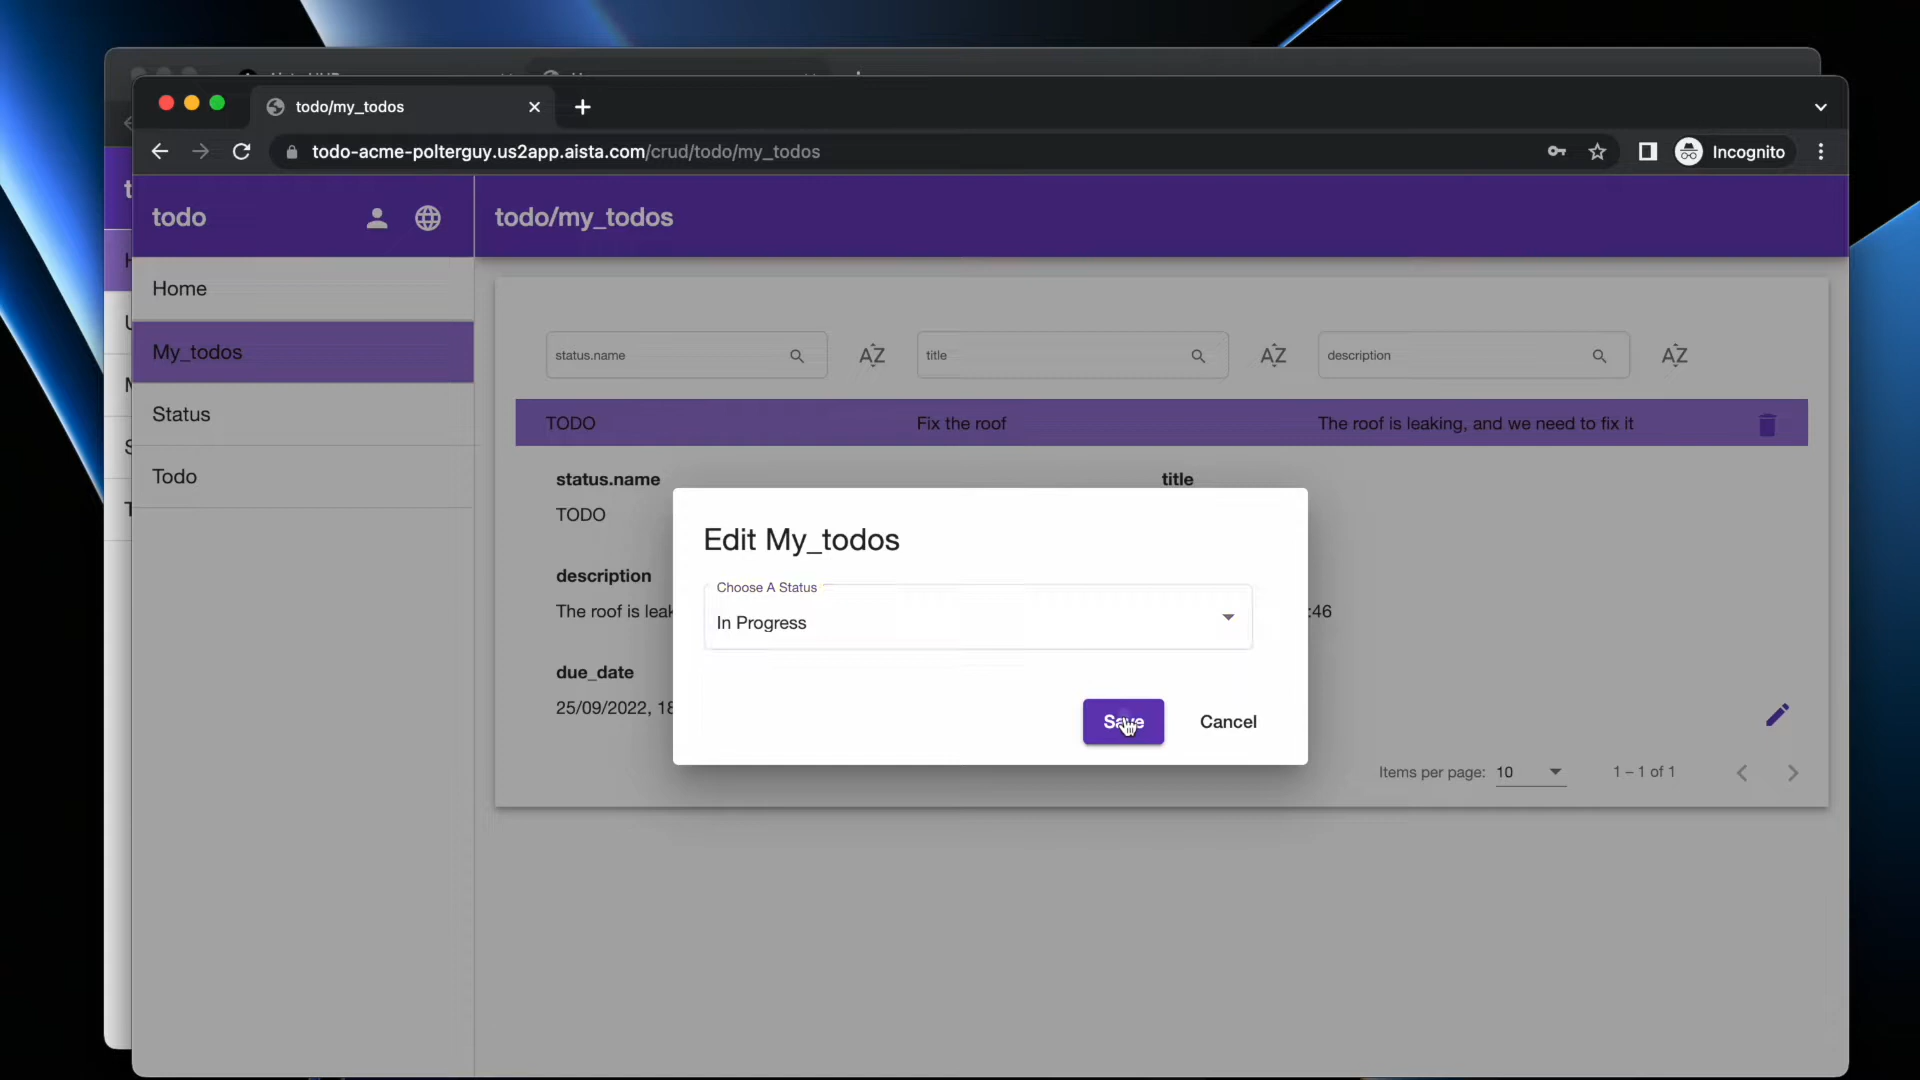 todo/my_todos
todo-acme-polterguy.us2app.aista.com/crud/todo/my_todos
Incognito
todo
todo/my_todos
Home
My_todos
Status
Todo
status.name
AZ
title
AZ
description
AZ
TODO
Fix the roof
The roof is leaking, and we need to fix it
status.name
title
TODO
description
The roof is leak
:46
due_date
25/09/2022, 18
Edit My_todos
Choose A Status
In Progress
Save
Cancel
Items per page: 10
1 – 1 of 1